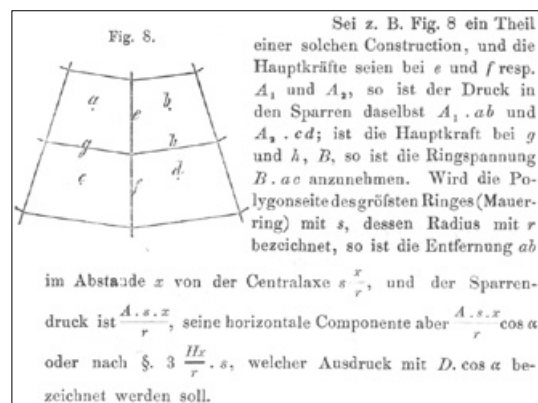 Fig. 8.
a
b
e
g
h
c
f
d
Sei z. B. Fig. 8 ein Theil
einer solchen Construction, und die
Hauptkräfte seien bei e und f resp.
A₁ und A₂, so ist der Druck in
den Sparren daselbst A₁ . ab und
A₂ . cd; ist die Hauptkraft bei g
und h, B, so ist die Ringspannung
B . ac anzunehmen. Wird die Po-
lygonseite des größten Ringes (Mauer-
ring) mit s, dessen Radius mit r
bezeichnet, so ist die Entfernung ab
im Abstande x von der Centralaxe s x/r, und der Sparren-
druck ist A . s . x/r, seine horizontale Componente aber A . s . x/r cos α
oder nach §. 3 Hx/r . s, welcher Ausdruck mit D . cos α be-
zeichnet werden soll.